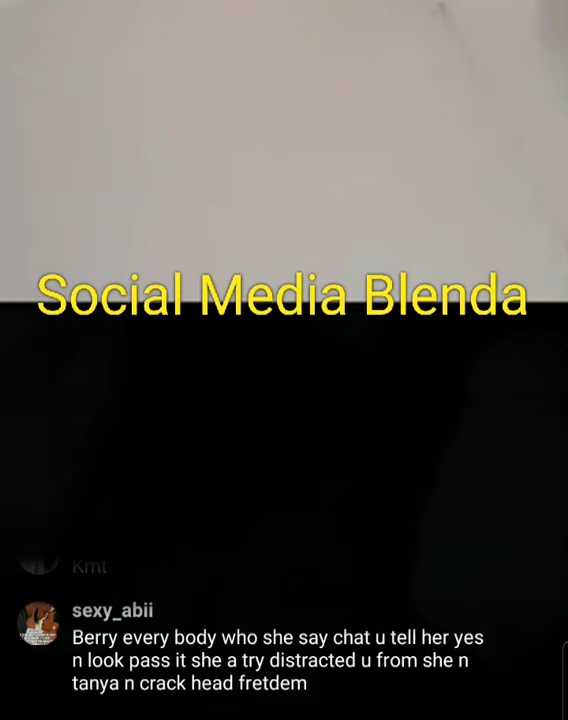 Social Media Blenda
Kmt
sexy_abii
Berry every body who she say chat u tell her yes
n look pass it she a try distracted u from she n
tanya n crack head fretdem